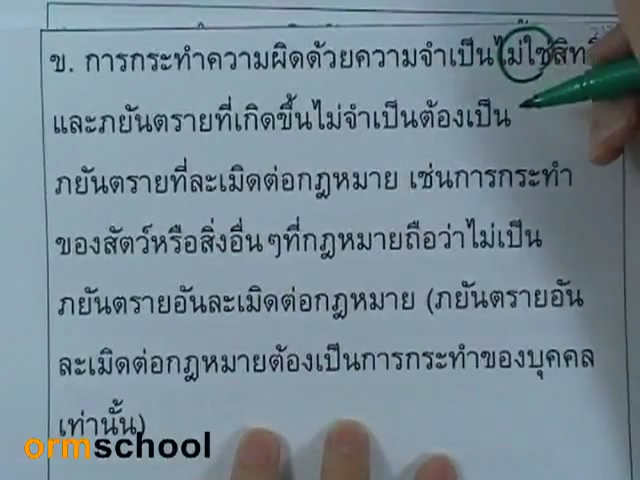 ข. การกระทำความผิดด้วยความจำเป็นไม่ใช่สิทธิ
และภยันตรายที่เกิดขึ้นไม่จำเป็นต้องเป็น
ภยันตรายที่ละเมิดต่อกฎหมาย เช่นการกระทำ
ของสัตว์หรือสิ่งอื่นๆที่กฎหมายถือว่าไม่เป็น
ภยันตรายอันละเมิดต่อกฎหมาย (ภยันตรายอัน
ละเมิดต่อกฎหมายต้องเป็นการกระทำของบุคคล
เท่านั้น)
ormschool